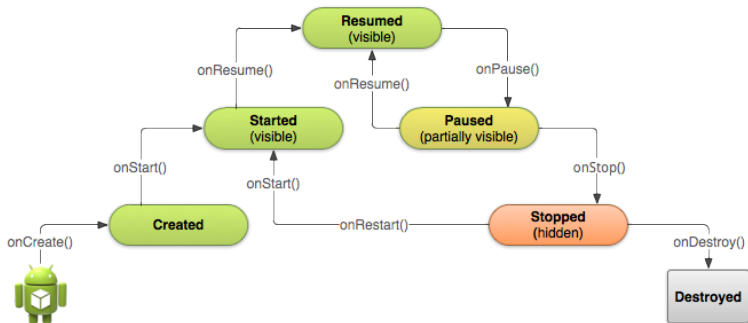 Resumed
(visible)
onResume()
onResume()
onPause()
Started
(visible)
Paused
(partially visible)
onStart()
onStart()
onStop()
Created
onRestart()
Stopped
(hidden)
onCreate()
onDestroy()
Destroyed